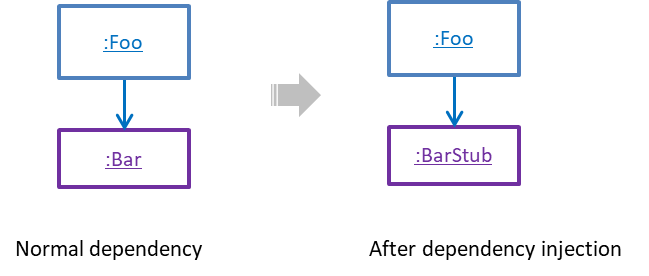 :Foo
:Foo
:Bar
:BarStub
Normal dependency
After dependency injection